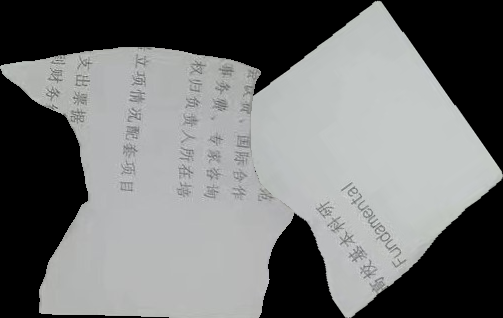 会议费、国际合作
事务费、专家咨询
权归负责人所在培
立项情况配套项目
支出票据
到财务
高校基本科研
Fundamental